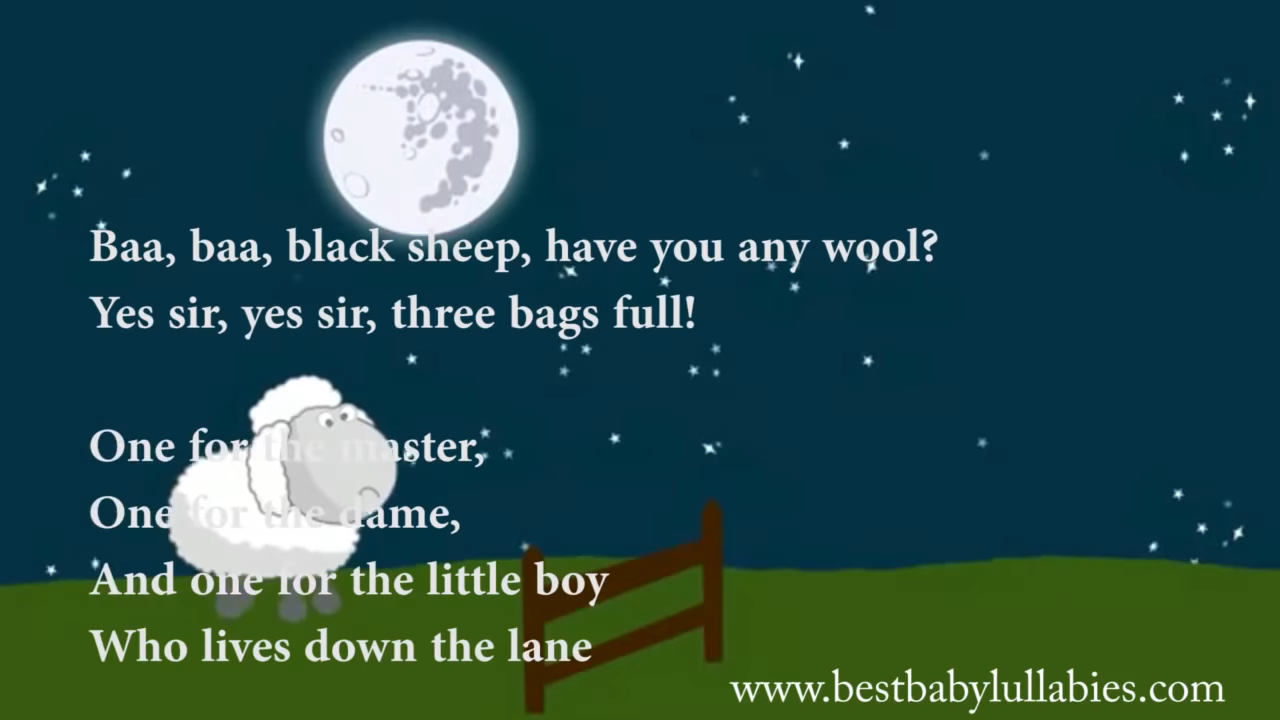 Baa, baa, black sheep, have you any wool?
Yes sir, yes sir, three bags full!
One for the master,
One for the dame,
And one for the little boy
Who lives down the lane
www.bestbabylullabies.com